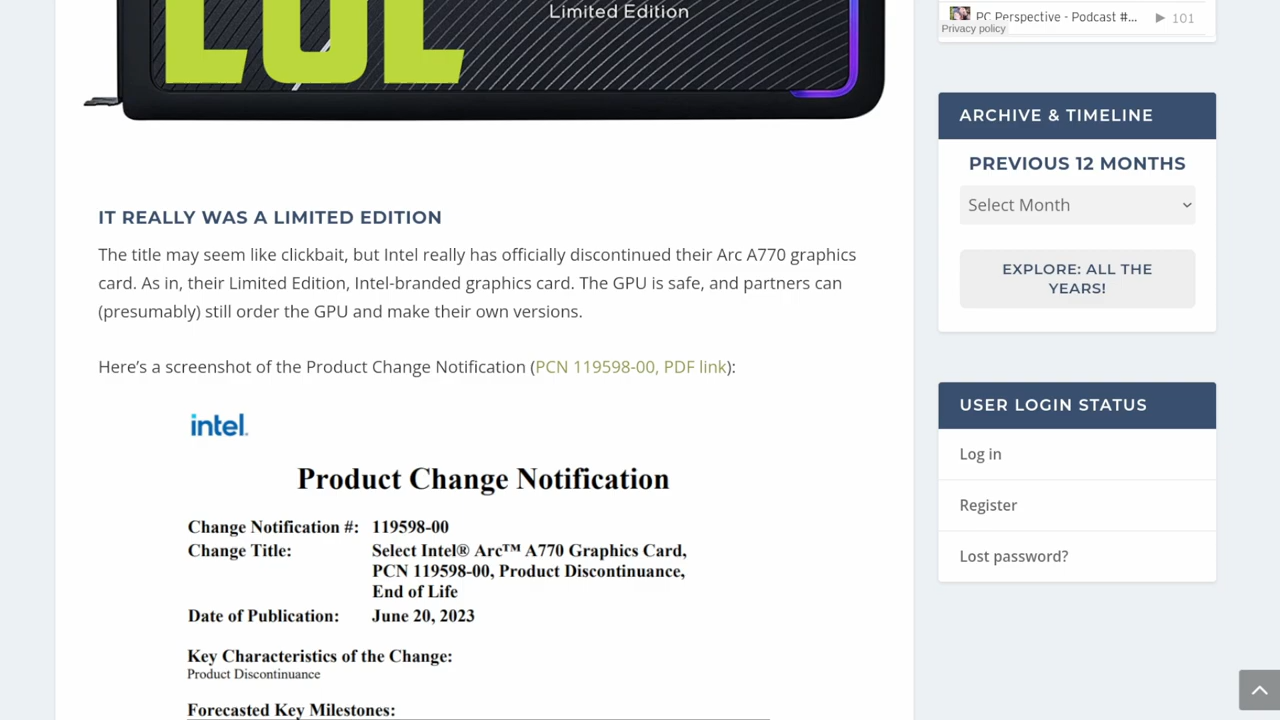 EOL
Limited Edition
IT REALLY WAS A LIMITED EDITION
The title may seem like clickbait, but Intel really has officially discontinued their Arc A770 graphics
card. As in, their Limited Edition, Intel-branded graphics card. The GPU is safe, and partners can
(presumably) still order the GPU and make their own versions.
Here’s a screenshot of the Product Change Notification (PCN 119598-00, PDF link):
intel.
Product Change Notification
Change Notification #: 119598-00
Change Title: Select Intel® Arc™ A770 Graphics Card,
PCN 119598-00, Product Discontinuance,
End of Life
Date of Publication: June 20, 2023
Key Characteristics of the Change:
Product Discontinuance
Forecasted Key Milestones:
PC Perspective - Podcast #... 101
Privacy policy
ARCHIVE & TIMELINE
PREVIOUS 12 MONTHS
Select Month
EXPLORE: ALL THE
YEARS!
USER LOGIN STATUS
Log in
Register
Lost password?